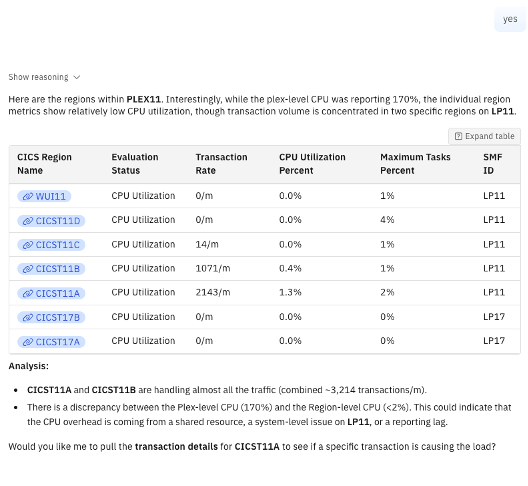 yes
Show reasoning
Here are the regions within PLEX11. Interestingly, while the plex-level CPU was reporting 170%, the individual region
metrics show relatively low CPU utilization, though transaction volume is concentrated in two specific regions on LP11.
Expand table
CICS Region Name Evaluation Status Transaction Rate CPU Utilization Percent Maximum Tasks Percent SMF ID
WUI11 CPU Utilization 0/m 0.0% 1% LP11
CICST11D CPU Utilization 0/m 0.0% 4% LP11
CICST11C CPU Utilization 14/m 0.0% 1% LP11
CICST11B CPU Utilization 1071/m 0.4% 1% LP11
CICST11A CPU Utilization 2143/m 1.3% 2% LP11
CICST17B CPU Utilization 0/m 0.0% 0% LP17
CICST17A CPU Utilization 0/m 0.0% 0% LP17
Analysis:
• CICST11A and CICST11B are handling almost all the traffic (combined ~3,214 transactions/m).
• There is a discrepancy between the Plex-level CPU (170%) and the Region-level CPU (<2%). This could indicate that
the CPU overhead is coming from a shared resource, a system-level issue on LP11, or a reporting lag.
Would you like me to pull the transaction details for CICST11A to see if a specific transaction is causing the load?